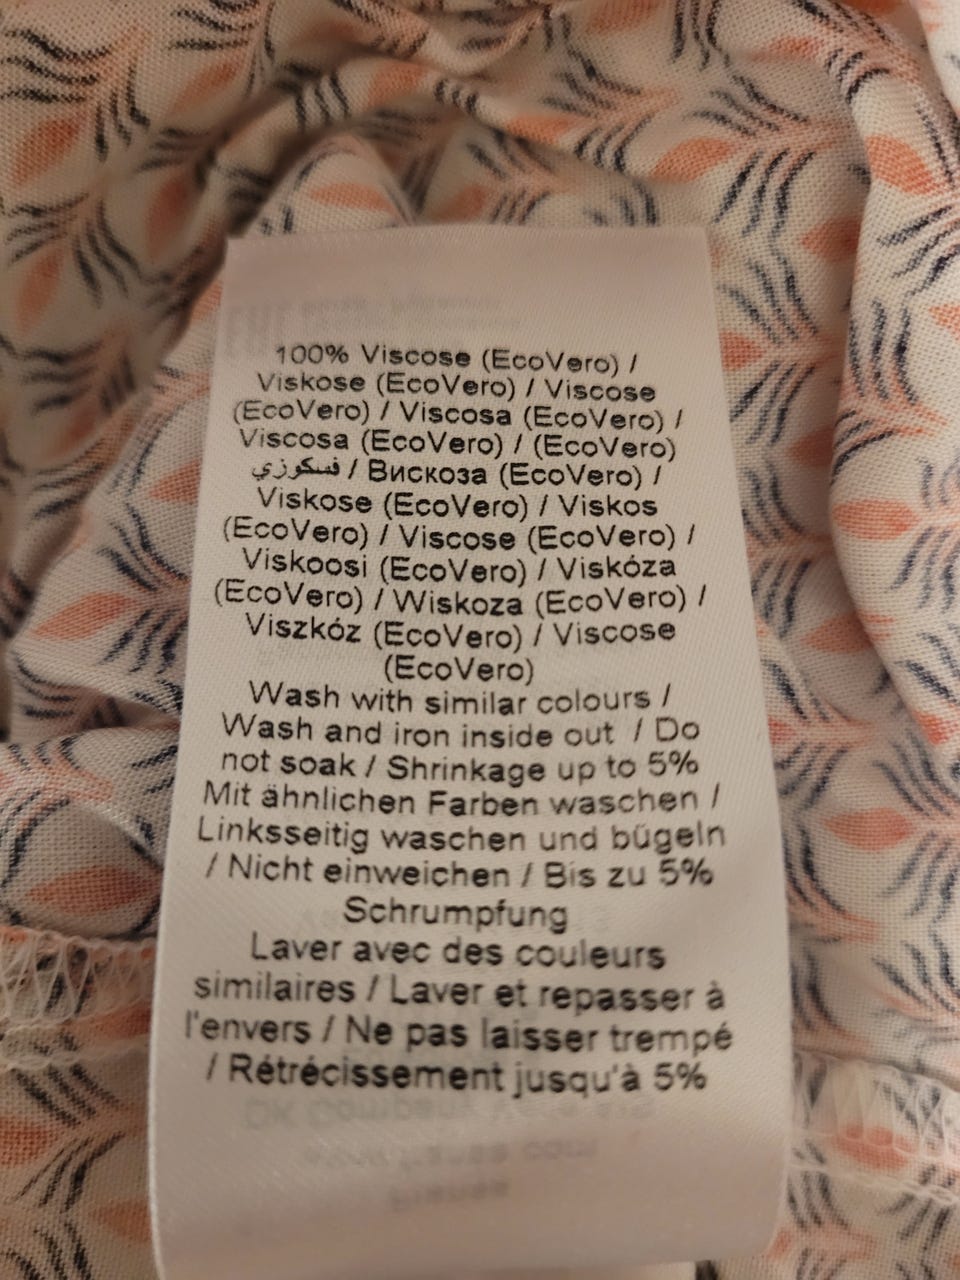 100% Viscose (EcoVero) /
Viskose (EcoVero) / Viscose
(EcoVero) / Viscosa (EcoVero) /
Viscosa (EcoVero) / (EcoVero)
فسكوزي / Вискоза (EcoVero) /
Viskose (EcoVero) / Viskos
(EcoVero) / Viscose (EcoVero) /
Viskoosi (EcoVero) / Viskóza
(EcoVero) / Wiskoza (EcoVero) /
Viszkóz (EcoVero) / Viscose
(EcoVero)
Wash with similar colours /
Wash and iron inside out / Do
not soak / Shrinkage up to 5%
Mit ähnlichen Farben waschen /
Linksseitig waschen und bügeln
/ Nicht einweichen / Bis zu 5%
Schrumpfung
Laver avec des couleurs
similaires / Laver et repasser à
l'envers / Ne pas laisser trempé
/ Rétrécissement jusqu'à 5%